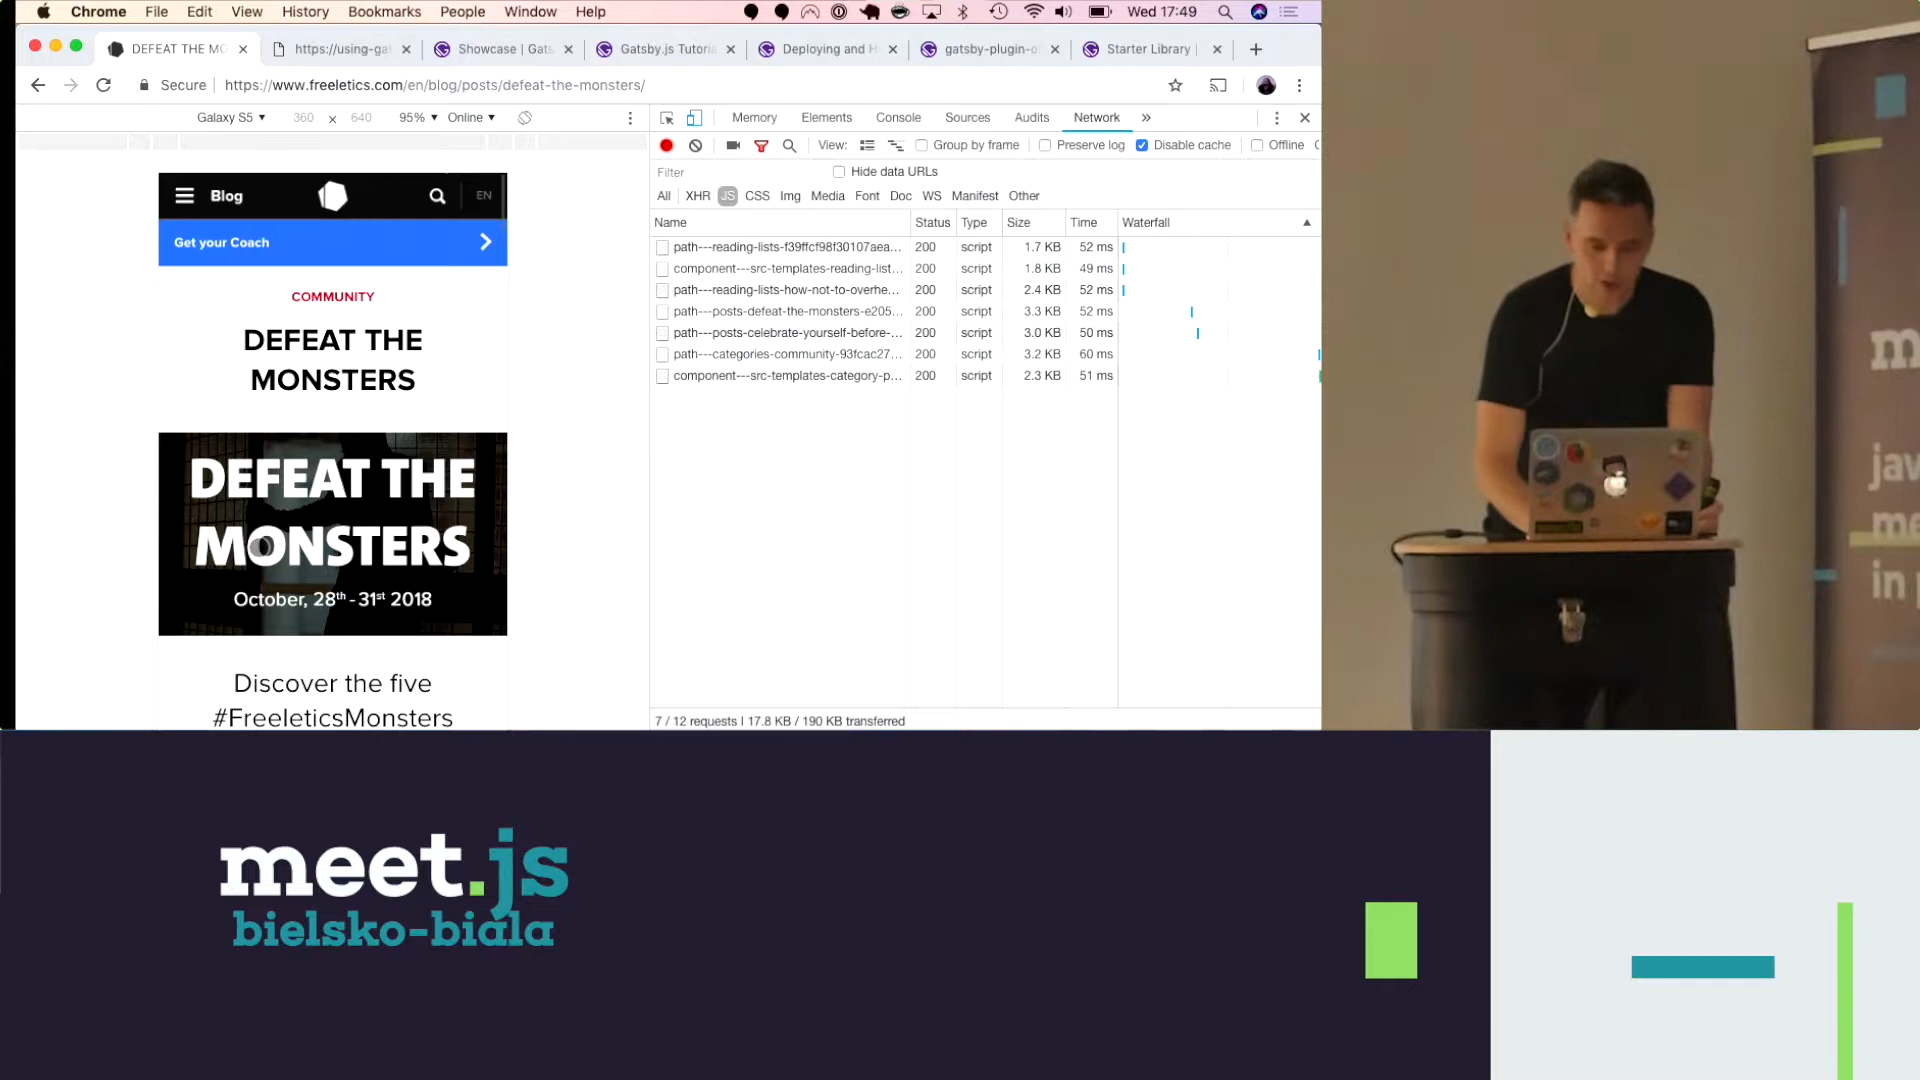 Chrome File Edit View History Bookmarks People Window Help
Wed 17:49
DEFEAT THE MO
https://using-ga
Showcase | Gats
Gatsby.js Tutoria
Deploying and H
gatsby-plugin-o
Starter Library |
Secure
https://www.freeletics.com/en/blog/posts/defeat-the-monsters/
Galaxy S5 ▼ 360 x 640 95% ▼ Online ▼
Memory Elements Console Sources Audits Network »
View: Group by frame Preserve log Disable cache Offline
Filter
Hide data URLs
All XHR JS CSS Img Media Font Doc WS Manifest Other
Name Status Type Size Time Waterfall
path---reading-lists-f39ffcf98f30107aea... 200 script 1.7 KB 52 ms
component---src-templates-reading-list... 200 script 1.8 KB 49 ms
path---reading-lists-how-not-to-overhe... 200 script 2.4 KB 52 ms
path---posts-defeat-the-monsters-e205... 200 script 3.3 KB 52 ms
path---posts-celebrate-yourself-before-... 200 script 3.0 KB 50 ms
path---categories-community-93fcac27... 200 script 3.2 KB 60 ms
component---src-templates-category-p... 200 script 2.3 KB 51 ms
7 / 12 requests | 17.8 KB / 190 KB transferred
Blog
EN
Get your Coach
COMMUNITY
DEFEAT THE
MONSTERS
DEFEAT THE
MONSTERS
October, 28th - 31st 2018
Discover the five
#FreeleticsMonsters
m
jav
me
in p
meet.js
bielsko-biala